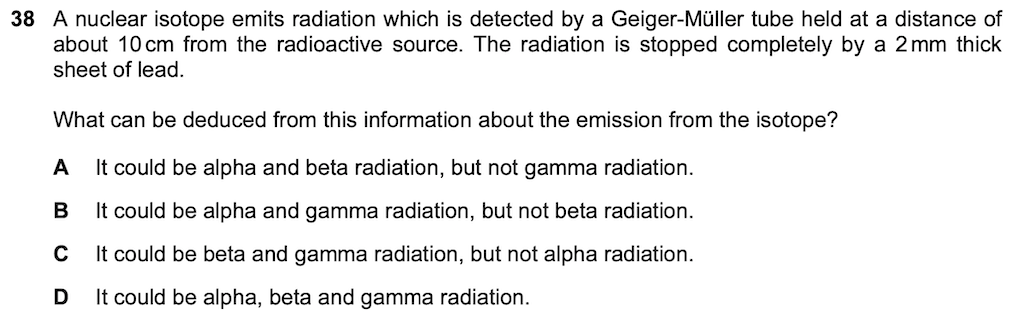 38 A nuclear isotope emits radiation which is detected by a Geiger-Müller tube held at a distance of
about 10 cm from the radioactive source. The radiation is stopped completely by a 2 mm thick
sheet of lead.
What can be deduced from this information about the emission from the isotope?
A It could be alpha and beta radiation, but not gamma radiation.
B It could be alpha and gamma radiation, but not beta radiation.
C It could be beta and gamma radiation, but not alpha radiation.
D It could be alpha, beta and gamma radiation.